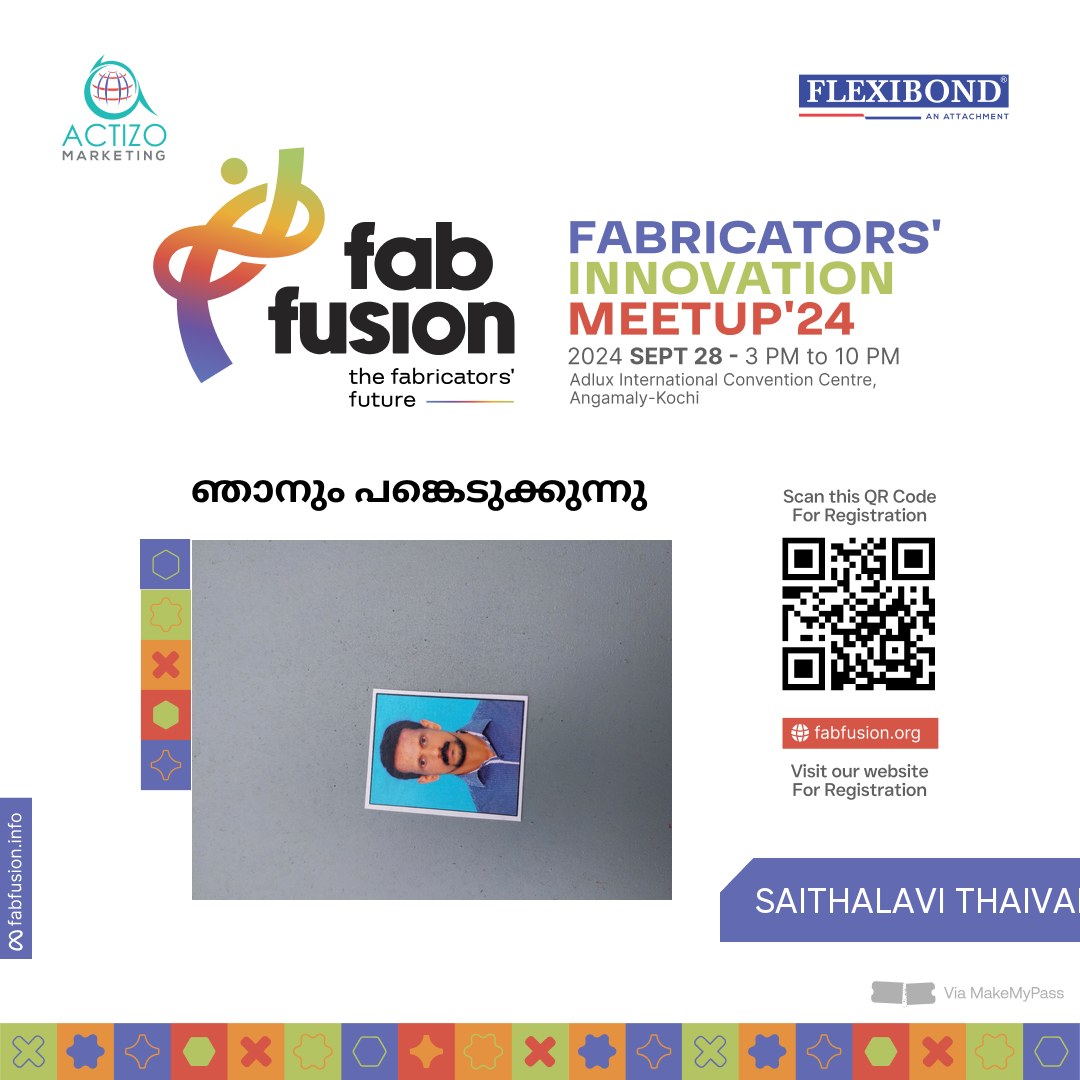 ACTIZO
MARKETING
FLEXIBOND®
AN ATTACHMENT
fab
fusion
the fabricators'
future
FABRICATORS'
INNOVATION
MEETUP'24
2024 SEPT 28 - 3 PM to 10 PM
Adlux International Convention Centre,
Angamaly-Kochi
ഞാനും പങ്കെടുക്കുന്നു
Scan this QR Code
For Registration
fabfusion.org
Visit our website
For Registration
fabfusion.info
SAITHALAVI
Via MakeMyPass